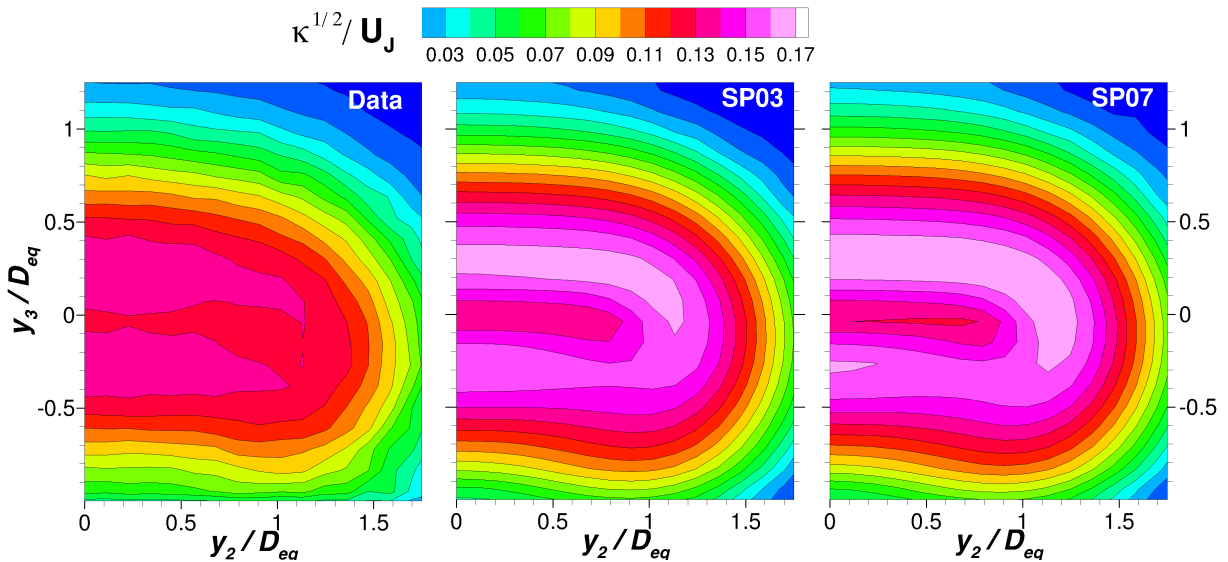 κ^1/2 / U_J
0.03 0.05 0.07 0.09 0.11 0.13 0.15 0.17
Data SP03 SP07
1 1
0.5 0.5
y_3 / D_eq
0 0
-0.5 -0.5
0 0.5 1 1.5 0 0.5 1 1.5 0 0.5 1 1.5
y_2 / D_eq y_2 / D_eq y_2 / D_eq